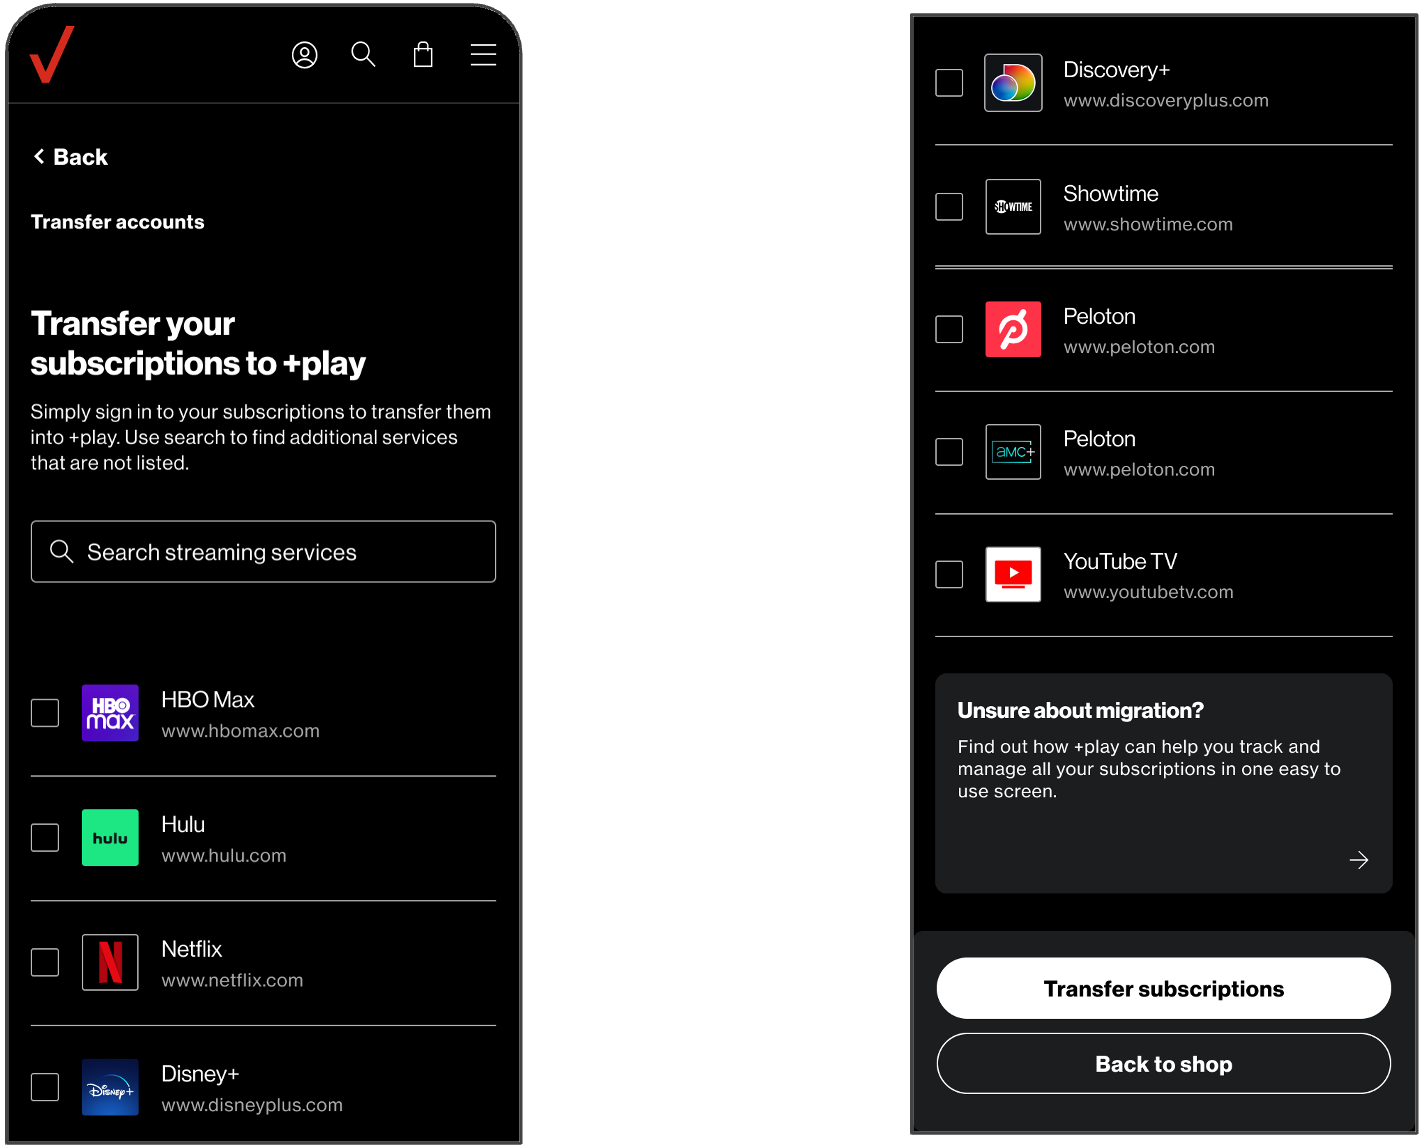 Back
Transfer accounts
Transfer your
subscriptions to +play
Simply sign in to your subscriptions to transfer them
into +play. Use search to find additional services
that are not listed.
Search streaming services
HBO
max
HBO Max
www.hbomax.com
hulu
Hulu
www.hulu.com
N
Netflix
www.netflix.com
Disney+
Disney+
www.disneyplus.com
Discovery+
www.discoveryplus.com
SHOWTIME
Showtime
www.showtime.com
Peloton
www.peloton.com
aMC+
Peloton
www.peloton.com
YouTube TV
www.youtubetv.com
Unsure about migration?
Find out how +play can help you track and
manage all your subscriptions in one easy to
use screen.
Transfer subscriptions
Back to shop